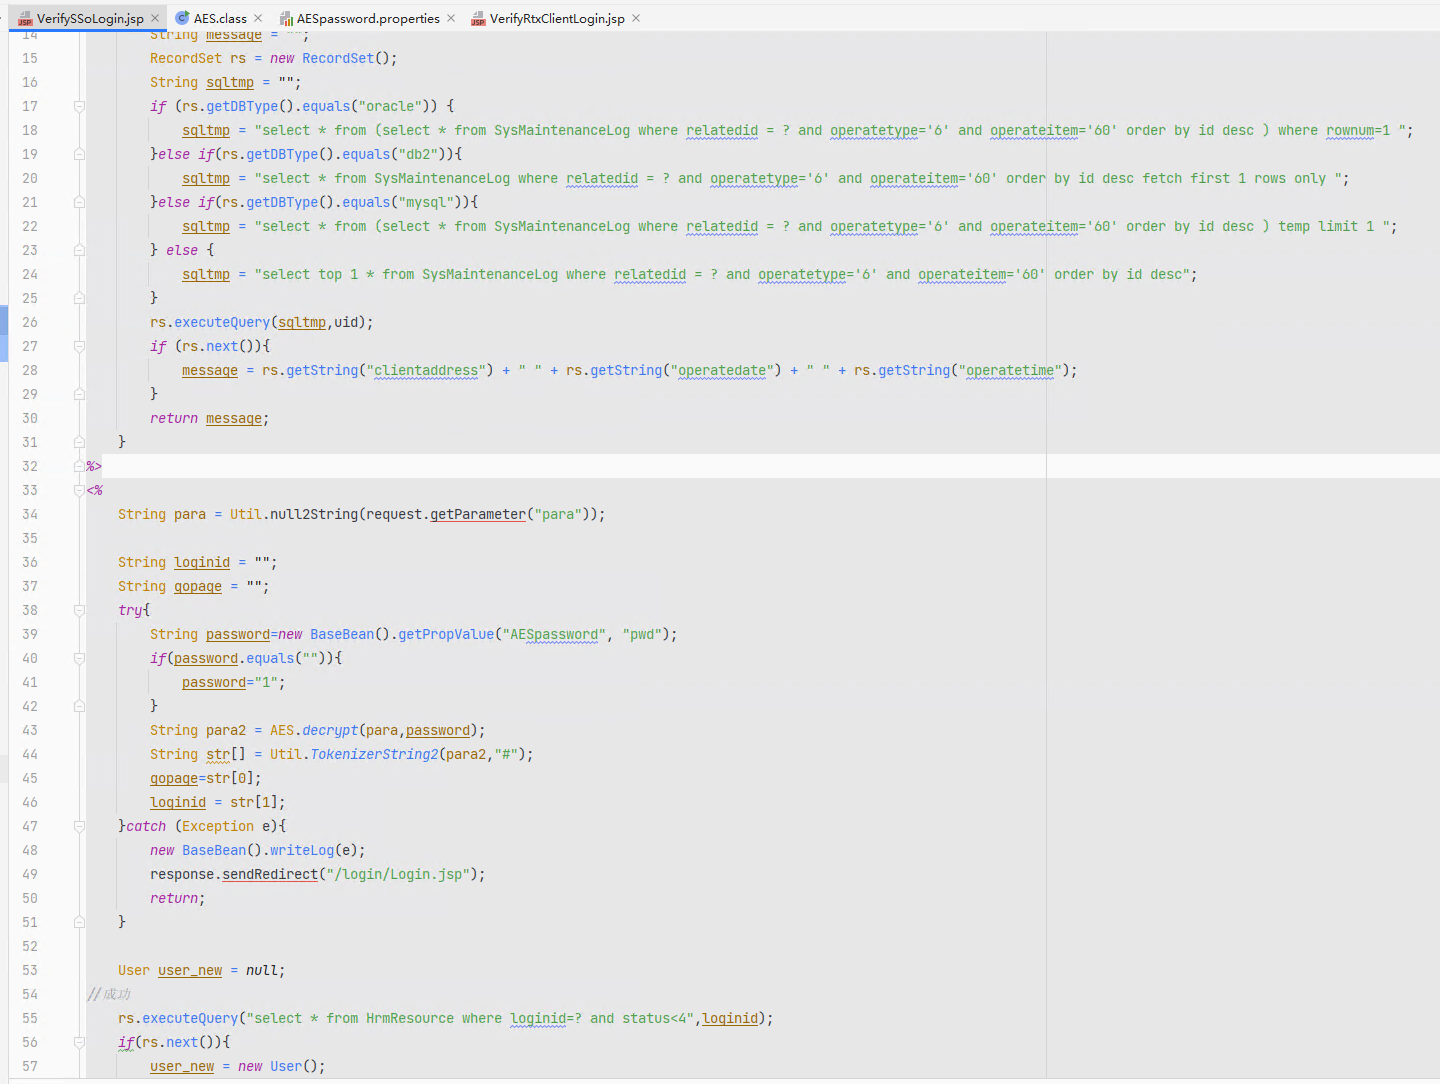 VerifySSoLogin.jsp AES.class AESpassword.properties VerifyRtxClientLogin.jsp
14 String message = "";
15 RecordSet rs = new RecordSet();
16 String sqltmp = "";
17 if (rs.getDBType().equals("oracle")) {
18 sqltmp = "select * from (select * from SysMaintenanceLog where relatedid = ? and operatetype='6' and operateitem='60' order by id desc ) where rownum=1 ";
19 }else if(rs.getDBType().equals("db2")){
20 sqltmp = "select * from SysMaintenanceLog where relatedid = ? and operatetype='6' and operateitem='60' order by id desc fetch first 1 rows only ";
21 }else if(rs.getDBType().equals("mysql")){
22 sqltmp = "select * from (select * from SysMaintenanceLog where relatedid = ? and operatetype='6' and operateitem='60' order by id desc ) temp limit 1 ";
23 } else {
24 sqltmp = "select top 1 * from SysMaintenanceLog where relatedid = ? and operatetype='6' and operateitem='60' order by id desc";
25 }
26 rs.executeQuery(sqltmp,uid);
27 if (rs.next()){
28 message = rs.getString("clientaddress") + " " + rs.getString("operatedate") + " " + rs.getString("operatetime");
29 }
30 return message;
31 }
32 %>
33 <%
34 String para = Util.null2String(request.getParameter("para"));
35
36 String loginid = "";
37 String gopage = "";
38 try{
39 String password=new BaseBean().getPropValue("AESpassword", "pwd");
40 if(password.equals("")){
41 password="1";
42 }
43 String para2 = AES.decrypt(para,password);
44 String str[] = Util.TokenizerString2(para2,"#");
45 gopage=str[0];
46 loginid = str[1];
47 }catch (Exception e){
48 new BaseBean().writeLog(e);
49 response.sendRedirect("/login/Login.jsp");
50 return;
51 }
52
53 User user_new = null;
54 //成功
55 rs.executeQuery("select * from HrmResource where loginid=? and status<4",loginid);
56 if(rs.next()){
57 user_new = new User();